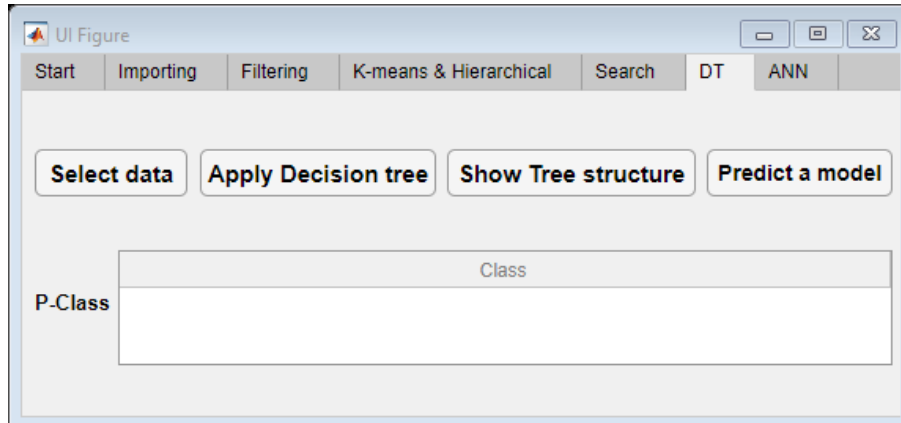 UI Figure
Start Importing Filtering K-means & Hierarchical Search DT ANN
Select data Apply Decision tree Show Tree structure Predict a model
Class
P-Class